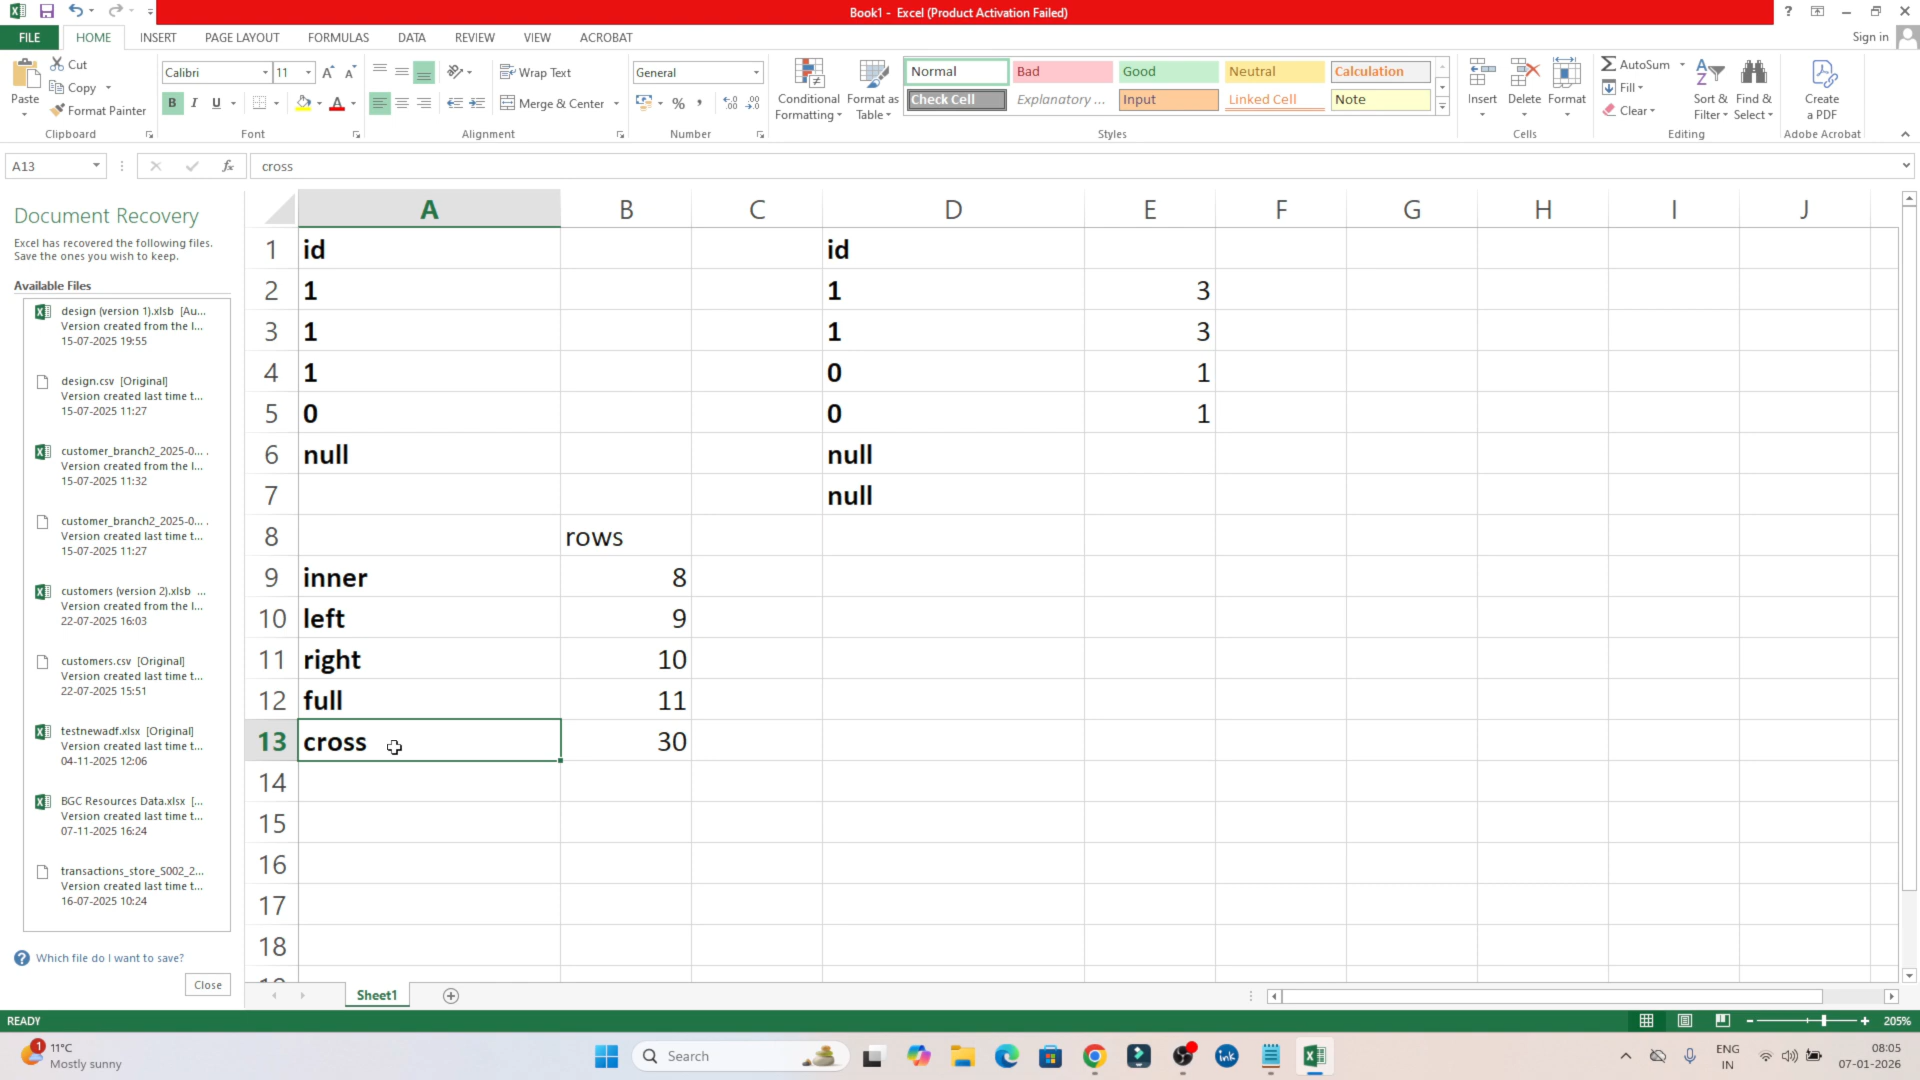 Book1 - Excel (Product Activation Failed)
FILE HOME INSERT PAGE LAYOUT FORMULAS DATA REVIEW VIEW ACROBAT Sign in
Paste
Cut
Copy
Format Painter
Clipboard
Calibri 11
B I U
Font
Wrap Text
Merge & Center
Alignment
General
Number
Conditional Formatting
Format as Table
Normal Bad Good Neutral Calculation
Check Cell Explanatory ... Input Linked Cell Note
Styles
Insert Delete Format
Cells
AutoSum
Fill
Clear
Sort & Filter
Find & Select
Editing
Create a PDF
Adobe Acrobat
A13 fx cross
Document Recovery
Excel has recovered the following files.
Save the ones you wish to keep.
Available Files
design (version 1).xlsb [Au...
Version created from the l...
15-07-2025 19:55
design.csv [Original]
Version created last time t...
15-07-2025 11:27
customer_branch2_2025-0... .
Version created from the l...
15-07-2025 11:32
customer_branch2_2025-0... .
Version created last time t...
15-07-2025 11:27
customers (version 2).xlsb ...
Version created from the l...
22-07-2025 16:03
customers.csv [Original]
Version created last time t...
22-07-2025 15:51
testnewadf.xlsx [Original]
Version created last time t...
04-11-2025 12:06
BGC Resources Data.xlsx [...
Version created last time t...
07-11-2025 16:24
transactions_store_S002_2...
Version created last time t...
16-07-2025 10:24
Which file do I want to save?
Close
A B C D E F G H I J
1 id id
2 1 1 3
3 1 1 3
4 1 0 1
5 0 0 1
6 null null
7 null
8 rows
9 inner 8
10 left 9
11 right 10
12 full 11
13 cross 30
14
15
16
17
18
Sheet1
READY 205%
11°C
Mostly sunny
Search
ink
ENG
IN
08:05
07-01-2026